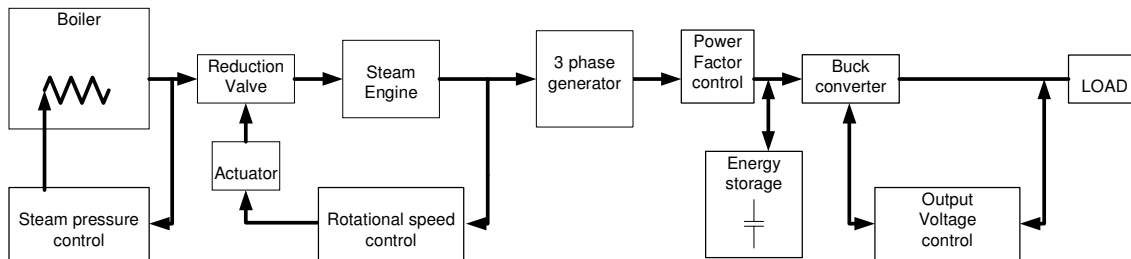 Boiler
Reduction
Valve
Steam
Engine
3 phase
generator
Power
Factor
control
Buck
converter
LOAD
Actuator
Energy
storage
Steam pressure
control
Rotational speed
control
Output
Voltage
control